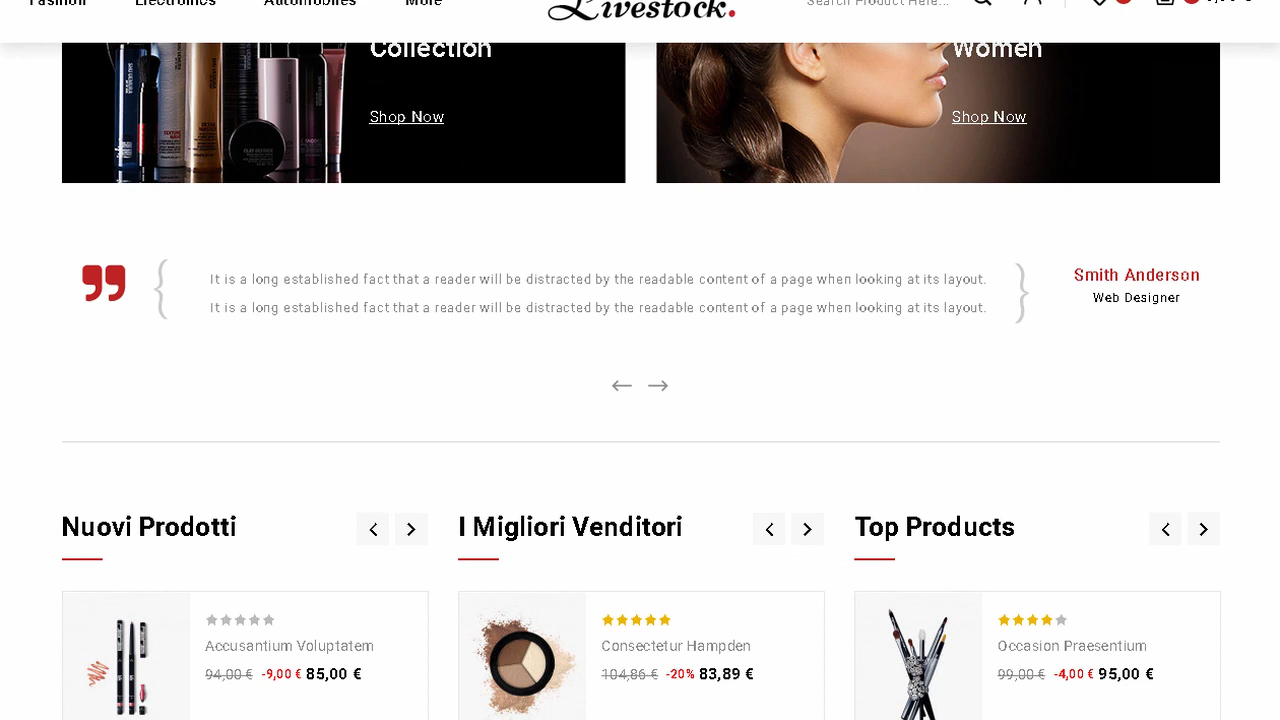 Fashion Electronics Automobiles More
Livestock.
Search Product Here...
Collection
Shop Now
Women
Shop Now
It is a long established fact that a reader will be distracted by the readable content of a page when looking at its layout.
It is a long established fact that a reader will be distracted by the readable content of a page when looking at its layout.
Smith Anderson
Web Designer
Nuovi Prodotti
I Migliori Venditori
Top Products
Accusantium Voluptatem
94,00 € -9,00 € 85,00 €
Consectetur Hampden
104,86 € -20% 83,89 €
Occasion Praesentium
99,00 € -4,00 € 95,00 €